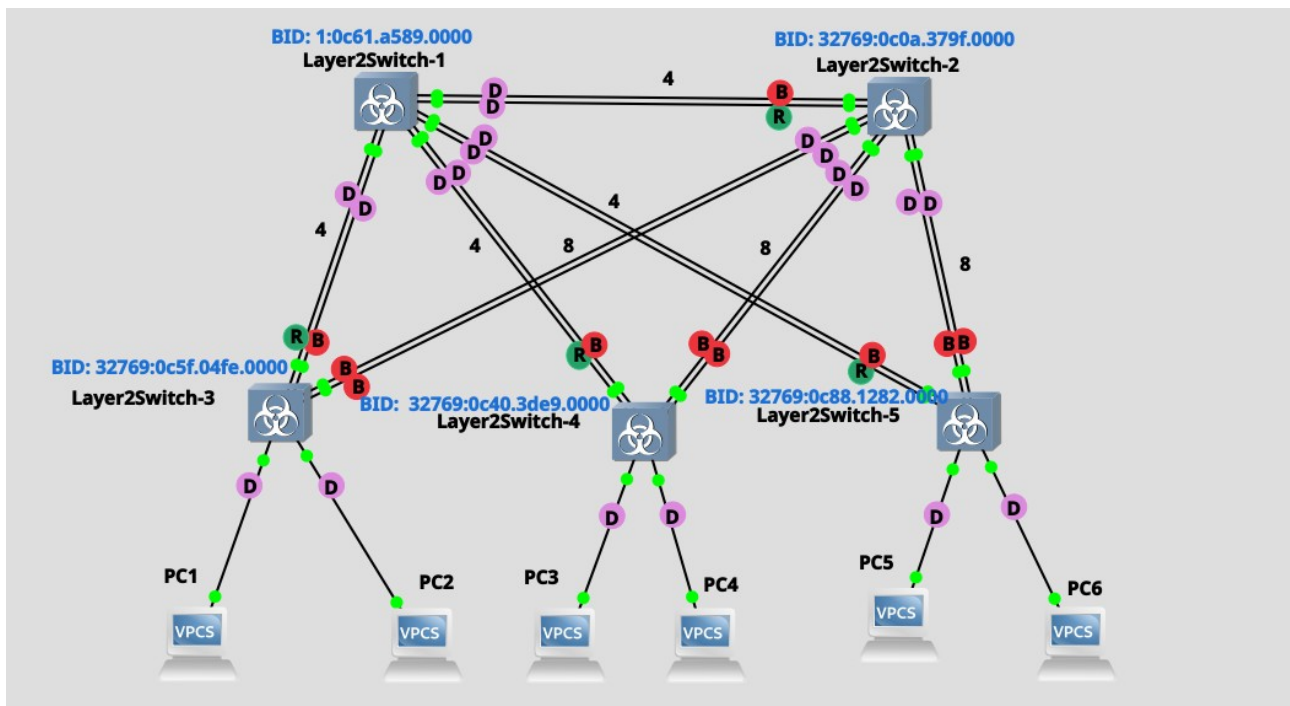 BID: 1:0c61.a589.0000
Layer2Switch-1
BID: 32769:0c0a.379f.0000
Layer2Switch-2
D
D
4
B
R
D
D
D
D
D
D
D
D
D
D
4
4
8
4
8
D
D
8
R
B
B
B
R
B
B
B
B
R
B
B
BID: 32769:0c5f.04fe.0000
Layer2Switch-3
BID: 32769:0c40.3de9.0000
Layer2Switch-4
BID: 32769:0c88.1282.0000
Layer2Switch-5
D
D
D
D
D
D
PC1
PC2
PC3
PC4
PC5
PC6
VPCS
VPCS
VPCS
VPCS
VPCS
VPCS